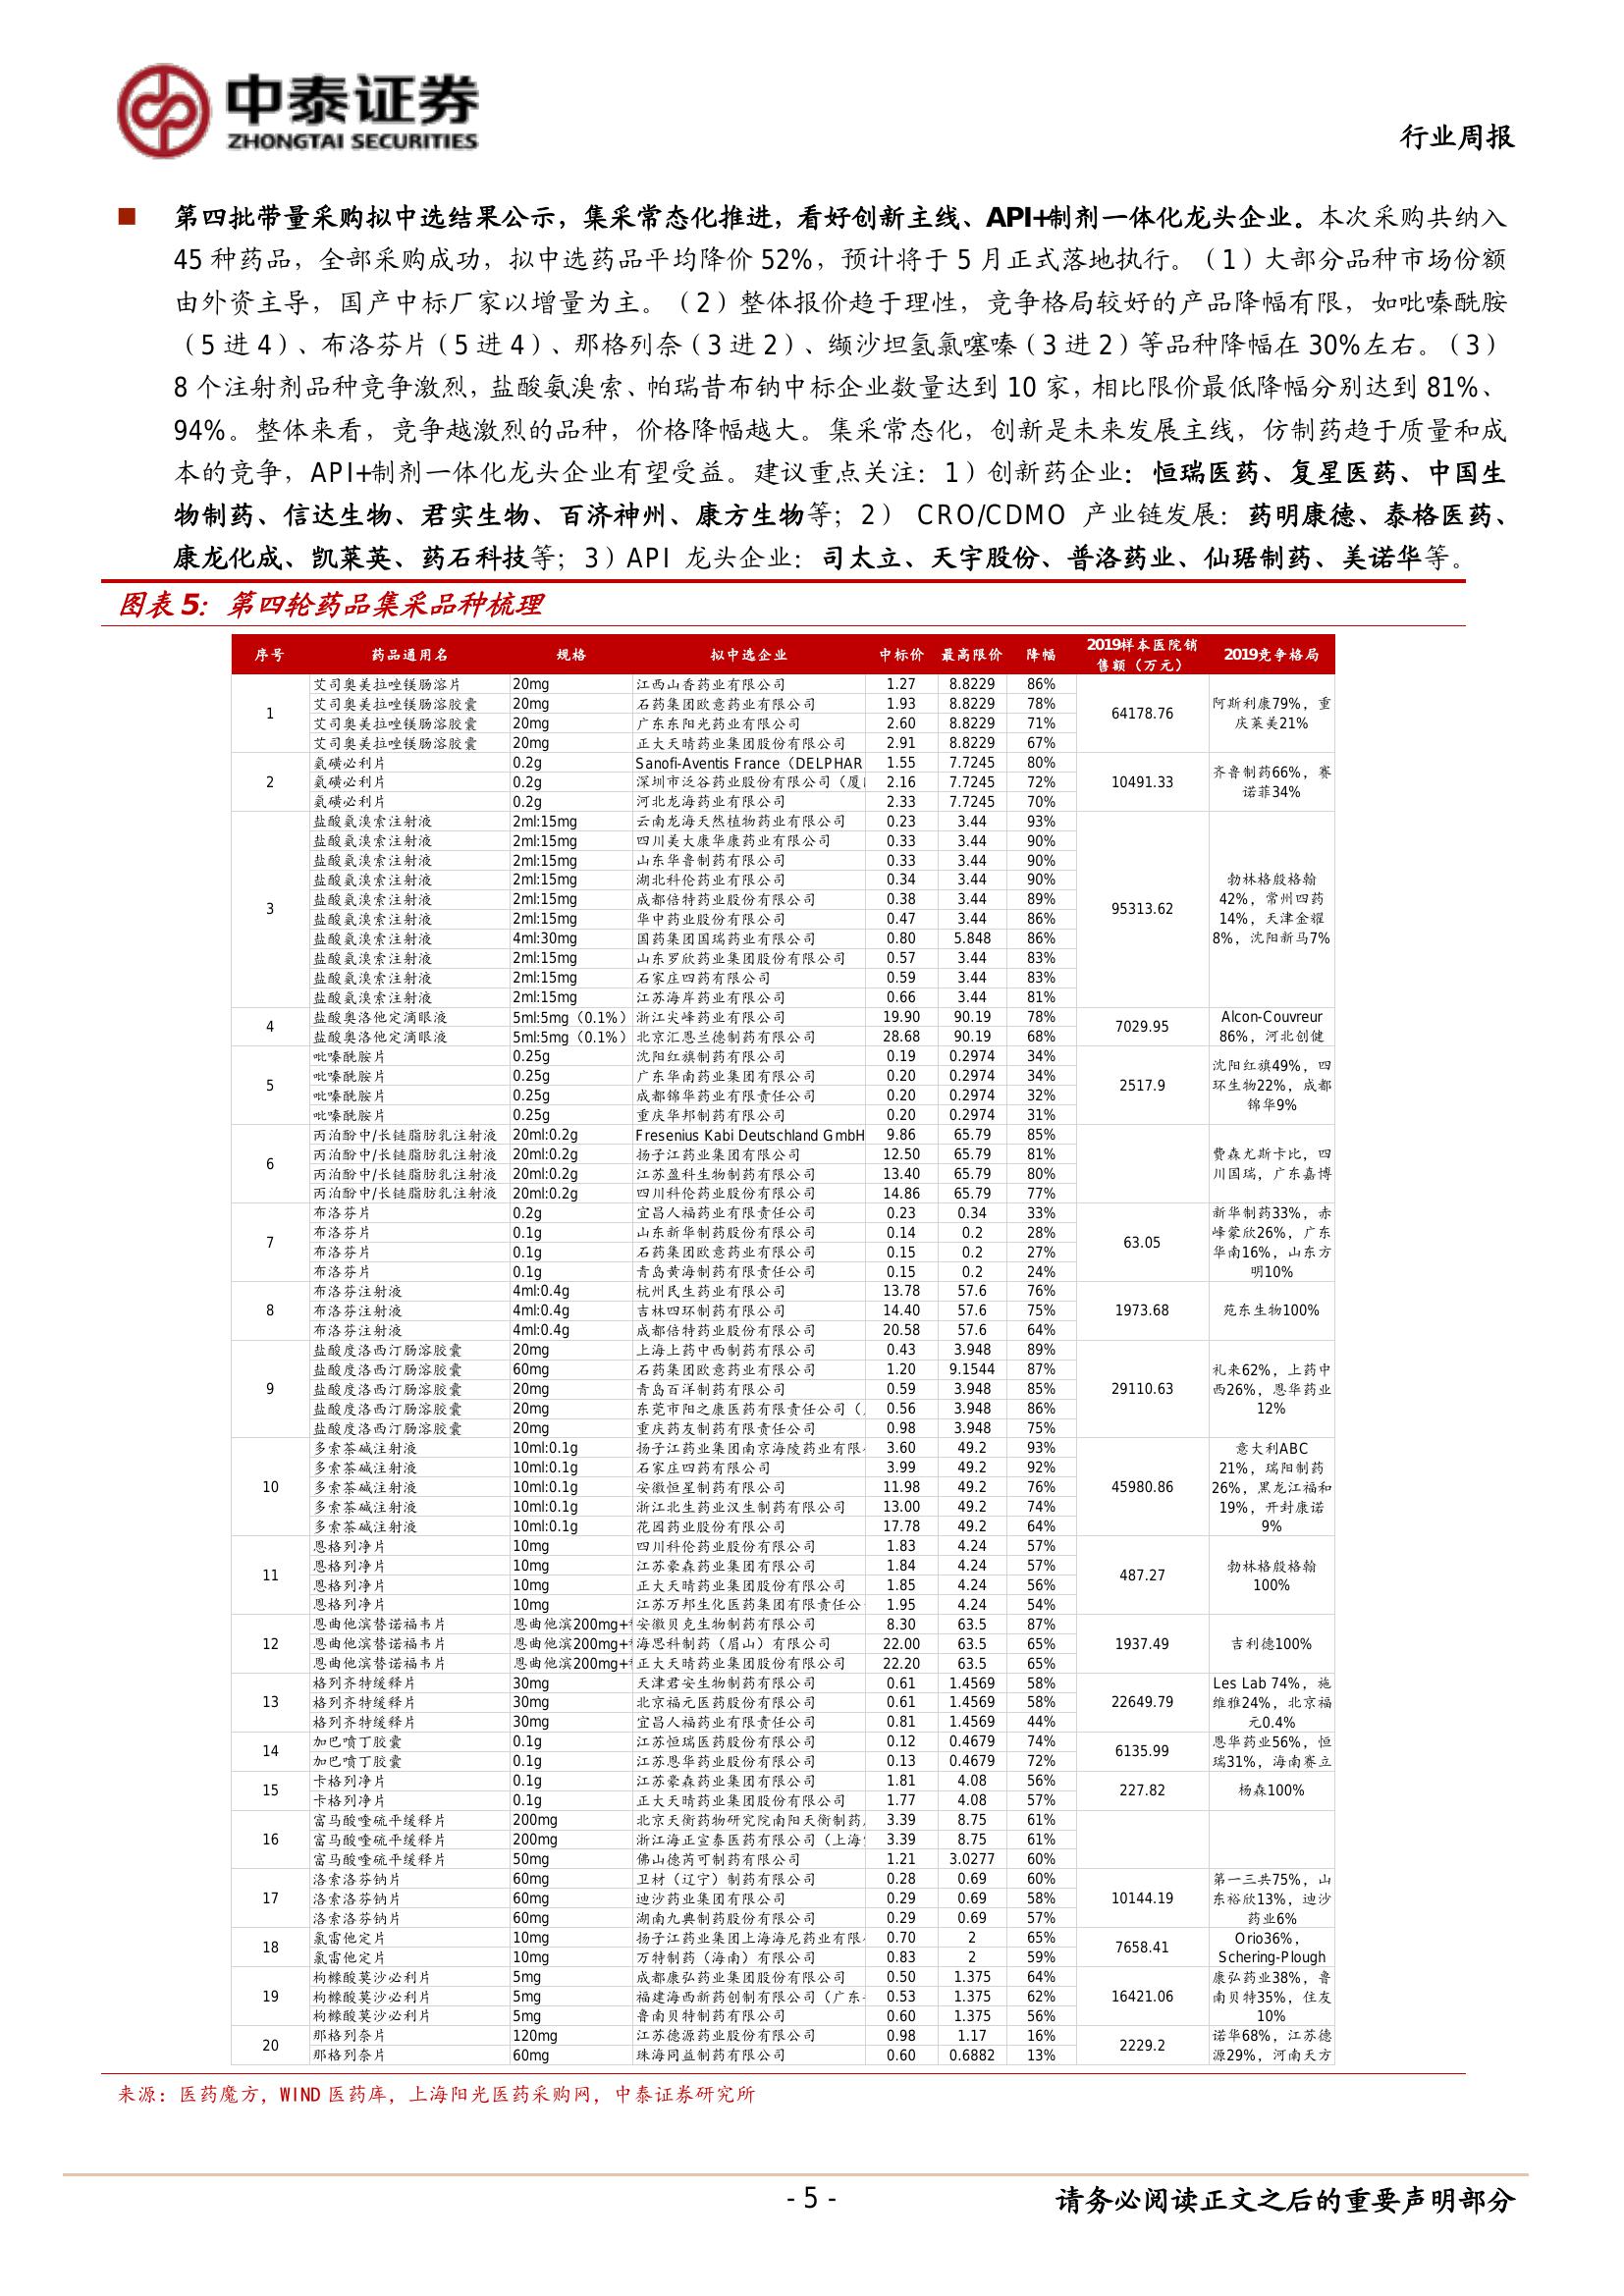 中泰证券
ZHONGTAI SECURITIES
行业周报
■ 第四批带量采购拟中选结果公示，集采常态化推进，看好创新主线、API+制剂一体化龙头企业。本次采购共纳入
45 种药品，全部采购成功，拟中选药品平均降价 52%，预计将于 5 月正式落地执行。（1）大部分品种市场份额
由外资主导，国产中标厂家以增量为主。（2）整体报价趋于理性，竞争格局较好的产品降幅有限，如吡嗪酰胺
（5 进 4）、布洛芬片（5 进 4）、那格列奈（3 进 2）、缬沙坦氢氯噻嗪（3 进 2）等品种降幅在 30%左右。（3）
8 个注射剂品种竞争激烈，盐酸氨溴索、帕瑞昔布钠中标企业数量达到 10 家，相比限价最低降幅分别达到 81%、
94%。整体来看，竞争越激烈的品种，价格降幅越大。集采常态化，创新是未来发展主线，仿制药趋于质量和成
本的竞争，API+制剂一体化龙头企业有望受益。建议重点关注：1）创新药企业：恒瑞医药、复星医药、中国生
物制药、信达生物、君实生物、百济神州、康方生物等；2） CRO/CDMO 产业链发展：药明康德、泰格医药、
康龙化成、凯莱英、药石科技等；3）API 龙头企业：司太立、天宇股份、普洛药业、仙琚制药、美诺华等。
图表 5：第四轮药品集采品种梳理
序号 药品通用名 规格 拟中选企业 中标价 最高限价 降幅 2019样本医院销售额（万元） 2019竞争格局
1 艾司奥美拉唑镁肠溶片 20mg 江西山香药业有限公司 1.27 8.8229 86% 64178.76 阿斯利康79%，重庆莱美21%
艾司奥美拉唑镁肠溶胶囊 20mg 石药集团欧意药业有限公司 1.93 8.8229 78%
艾司奥美拉唑镁肠溶胶囊 20mg 广东东阳光药业有限公司 2.60 8.8229 71%
艾司奥美拉唑镁肠溶胶囊 20mg 正大天晴药业集团股份有限公司 2.91 8.8229 67%
2 氨磺必利片 0.2g Sanofi-Aventis France（DELPHAR 1.55 7.7245 80% 10491.33 齐鲁制药66%，赛诺菲34%
氨磺必利片 0.2g 深圳市泛谷药业股份有限公司（厦 2.16 7.7245 72%
氨磺必利片 0.2g 河北龙海药业有限公司 2.33 7.7245 70%
3 盐酸氨溴索注射液 2ml:15mg 云南龙海天然植物药业有限公司 0.23 3.44 93% 95313.62 勃林格殷格翰42%，常州四药14%，天津金耀8%，沈阳新马7%
盐酸氨溴索注射液 2ml:15mg 四川美大康华康药业有限公司 0.33 3.44 90%
盐酸氨溴索注射液 2ml:15mg 山东华鲁制药有限公司 0.33 3.44 90%
盐酸氨溴索注射液 2ml:15mg 湖北科伦药业有限公司 0.34 3.44 90%
盐酸氨溴索注射液 2ml:15mg 成都倍特药业股份有限公司 0.38 3.44 89%
盐酸氨溴索注射液 2ml:15mg 华中药业股份有限公司 0.47 3.44 86%
盐酸氨溴索注射液 4ml:30mg 国药集团国瑞药业有限公司 0.80 5.848 86%
盐酸氨溴索注射液 2ml:15mg 山东罗欣药业集团股份有限公司 0.57 3.44 83%
盐酸氨溴索注射液 2ml:15mg 石家庄四药有限公司 0.59 3.44 83%
盐酸氨溴索注射液 2ml:15mg 江苏海岸药业有限公司 0.66 3.44 81%
4 盐酸奥洛他定滴眼液 5ml:5mg（0.1%） 浙江尖峰药业有限公司 19.90 90.19 78% 7029.95 Alcon-Couvreur 86%，河北创健
盐酸奥洛他定滴眼液 5ml:5mg（0.1%） 北京汇恩兰德制药有限公司 28.68 90.19 68%
5 吡嗪酰胺片 0.25g 沈阳红旗制药有限公司 0.19 0.2974 34% 2517.9 沈阳红旗49%，四环生物22%，成都锦华9%
吡嗪酰胺片 0.25g 广东华南药业集团有限公司 0.20 0.2974 34%
吡嗪酰胺片 0.25g 成都锦华药业有限责任公司 0.20 0.2974 32%
吡嗪酰胺片 0.25g 重庆华邦制药有限公司 0.20 0.2974 31%
6 丙泊酚中/长链脂肪乳注射液 20ml:0.2g Fresenius Kabi Deutschland GmbH 9.86 65.79 85% 费森尤斯卡比，四川国瑞，广东嘉博
丙泊酚中/长链脂肪乳注射液 20ml:0.2g 扬子江药业集团有限公司 12.50 65.79 81%
丙泊酚中/长链脂肪乳注射液 20ml:0.2g 江苏盈科生物制药有限公司 13.40 65.79 80%
丙泊酚中/长链脂肪乳注射液 20ml:0.2g 四川科伦药业股份有限公司 14.86 65.79 77%
7 布洛芬片 0.2g 宜昌人福药业有限责任公司 0.23 0.34 33% 63.05 新华制药33%，赤峰蒙欣26%，广东华南16%，山东方明10%
布洛芬片 0.1g 山东新华制药股份有限公司 0.14 0.2 28%
布洛芬片 0.1g 石药集团欧意药业有限公司 0.15 0.2 27%
布洛芬片 0.1g 青岛黄海制药有限责任公司 0.15 0.2 24%
8 布洛芬注射液 4ml:0.4g 杭州民生药业有限公司 13.78 57.6 76% 1973.68 苑东生物100%
布洛芬注射液 4ml:0.4g 吉林四环制药有限公司 14.40 57.6 75%
布洛芬注射液 4ml:0.4g 成都倍特药业股份有限公司 20.58 57.6 64%
9 盐酸度洛西汀肠溶胶囊 20mg 上海上药中西制药有限公司 0.43 3.948 89% 29110.63 礼来62%，上药中西26%，恩华药业12%
盐酸度洛西汀肠溶胶囊 60mg 石药集团欧意药业有限公司 1.20 9.1544 87%
盐酸度洛西汀肠溶胶囊 20mg 青岛百洋制药有限公司 0.59 3.948 85%
盐酸度洛西汀肠溶胶囊 20mg 东莞市阳之康医药有限责任公司（ 0.56 3.948 86%
盐酸度洛西汀肠溶胶囊 20mg 重庆药友制药有限责任公司 0.98 3.948 75%
10 多索茶碱注射液 10ml:0.1g 扬子江药业集团南京海陵药业有限 3.60 49.2 93% 45980.86 意大利ABC 21%，瑞阳制药26%，黑龙江福和19%，开封康诺9%
多索茶碱注射液 10ml:0.1g 石家庄四药有限公司 3.99 49.2 92%
多索茶碱注射液 10ml:0.1g 安徽恒星制药有限公司 11.98 49.2 76%
多索茶碱注射液 10ml:0.1g 浙江北生药业汉生制药有限公司 13.00 49.2 74%
多索茶碱注射液 10ml:0.1g 花园药业股份有限公司 17.78 49.2 64%
11 恩格列净片 10mg 四川科伦药业股份有限公司 1.83 4.24 57% 487.27 勃林格殷格翰100%
恩格列净片 10mg 江苏豪森药业集团有限公司 1.84 4.24 57%
恩格列净片 10mg 正大天晴药业集团股份有限公司 1.85 4.24 56%
恩格列净片 10mg 江苏万邦生化医药集团有限责任公 1.95 4.24 54%
12 恩曲他滨替诺福韦片 恩曲他滨200mg+ 安徽贝克生物制药有限公司 8.30 63.5 87% 1937.49 吉利德100%
恩曲他滨替诺福韦片 恩曲他滨200mg+ 海思科制药（眉山）有限公司 22.00 63.5 65%
恩曲他滨替诺福韦片 恩曲他滨200mg+ 正大天晴药业集团股份有限公司 22.20 63.5 65%
13 格列齐特缓释片 30mg 天津君安生物制药有限公司 0.61 1.4569 58% 22649.79 Les Lab 74%，施维雅24%，北京福元0.4%
格列齐特缓释片 30mg 北京福元医药股份有限公司 0.61 1.4569 58%
格列齐特缓释片 30mg 宜昌人福药业有限责任公司 0.81 1.4569 44%
14 加巴喷丁胶囊 0.1g 江苏恒瑞医药股份有限公司 0.12 0.4679 74% 6135.99 恩华药业56%，恒瑞31%，海南赛立
加巴喷丁胶囊 0.1g 江苏恩华药业股份有限公司 0.13 0.4679 72%
15 卡格列净片 0.1g 江苏豪森药业集团有限公司 1.81 4.08 56% 227.82 杨森100%
卡格列净片 0.1g 正大天晴药业集团股份有限公司 1.77 4.08 57%
16 富马酸喹硫平缓释片 200mg 北京天衡药物研究院南阳天衡制药 3.39 8.75 61%
富马酸喹硫平缓释片 200mg 浙江海正宣泰医药有限公司（上海 3.39 8.75 61%
富马酸喹硫平缓释片 50mg 佛山德芮可制药有限公司 1.21 3.0277 60%
17 洛索洛芬钠片 60mg 卫材（辽宁）制药有限公司 0.28 0.69 60% 10144.19 第一三共75%，山东裕欣13%，迪沙药业6%
洛索洛芬钠片 60mg 迪沙药业集团有限公司 0.29 0.69 58%
洛索洛芬钠片 60mg 湖南九典制药股份有限公司 0.29 0.69 57%
18 氯雷他定片 10mg 扬子江药业集团上海海尼药业有限 0.70 2 65% 7658.41 Orio36%，Schering-Plough
氯雷他定片 10mg 万特制药（海南）有限公司 0.83 2 59%
19 枸橼酸莫沙必利片 5mg 成都康弘药业集团股份有限公司 0.50 1.375 64% 16421.06 康弘药业38%，鲁南贝特35%，住友10%
枸橼酸莫沙必利片 5mg 福建海西新药创制有限公司（广东 0.53 1.375 62%
枸橼酸莫沙必利片 5mg 鲁南贝特制药有限公司 0.60 1.375 56%
20 那格列奈片 120mg 江苏德源药业股份有限公司 0.98 1.17 16% 2229.2 诺华68%，江苏德源29%，河南天方
那格列奈片 60mg 珠海同益制药有限公司 0.60 0.6882 13%
来源：医药魔方，WIND 医药库，上海阳光医药采购网，中泰证券研究所
- 5 -
请务必阅读正文之后的重要声明部分